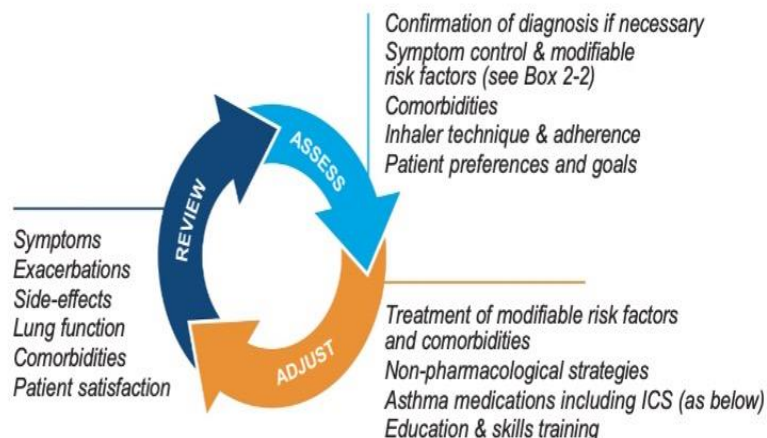 Confirmation of diagnosis if necessary
Symptom control & modifiable
risk factors (see Box 2-2)
Comorbidities
Inhaler technique & adherence
Patient preferences and goals
ASSESS
REVIEW
Symptoms
Exacerbations
Side-effects
Lung function
Comorbidities
Patient satisfaction
ADJUST
Treatment of modifiable risk factors
and comorbidities
Non-pharmacological strategies
Asthma medications including ICS (as below)
Education & skills training